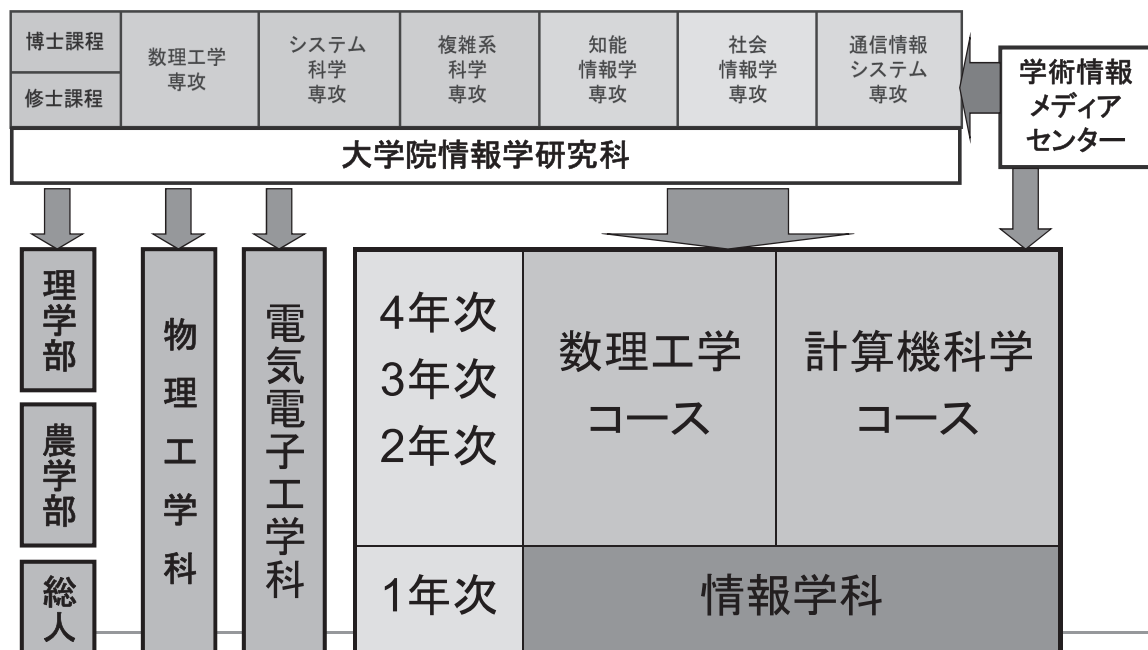 博士課程
修士課程
数理工学
専攻
システム
科学
専攻
複雑系
科学
専攻
知能
情報学
専攻
社会
情報学
専攻
通信情報
システム
専攻
学術情報
メディア
センター
大学院情報学研究科
理学部
農学部
総人
物理工学科
電気電子工学科
4年次
3年次
2年次
数理工学
コース
計算機科学
コース
1年次
情報学科